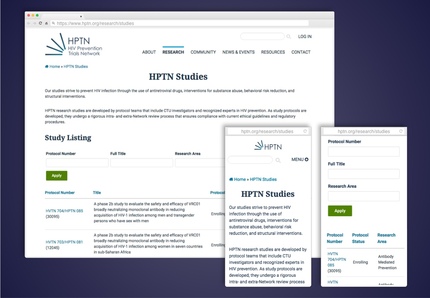 https://www.hptn.org/research/studies
HPTN
HIV Prevention
Trials Network
LOG IN
ABOUT RESEARCH COMMUNITY NEWS & EVENTS RESOURCES CONTACT
Home » HPTN Studies
HPTN Studies
Our studies strive to prevent HIV infection through the use of antiretroviral drugs, interventions for substance abuse, behavioral risk reduction, and
structural interventions.
HPTN research studies are developed by protocol teams that include CTU investigators and recognized experts in HIV prevention. As study protocols are
developed, they undergo a rigorous intra- and extra-Network review process that ensures compliance with current ethical guidelines and regulatory
procedures.
Study Listing
Protocol Number Full Title Research Area
Apply
Protocol Number Title
HVTN 704/HPTN 085
A phase 2b study to evaluate the safety and efficacy of VRC01
broadly neutralizing monoclonal antibody in reducing
acquisition of HIV-1 infection among men and transgender
persons who have sex with men
Enrolling
HVTN 703/HPTN 081
A phase 2b study to evaluate the safety and efficacy of VRC01
broadly neutralizing monoclonal antibody in reducing
acquisition of HIV-1 infection among women in
sub-Saharan Africa
hptn.org/research/studies
HPTN
MENU
Home » HPTN Studies
HPTN Studies
Our studies strive to prevent HIV
infection through the use of
antiretroviral drugs, interventions for
substance abuse, behavioral risk
reduction, and structural
interventions.
HPTN research studies are developed by
protocol teams that include CTU
investigators and recognized experts in
HIV prevention. As study protocols are
developed, they undergo a rigorous
intra- and extra-Network review process
hptn.org/research/studies
Protocol Number
Full Title
Research Area
Apply
Protocol Number
Protocol Status
Research Area
HVTN
704/HPTN
085
Enrolling
Antibody
Mediated
Prevention